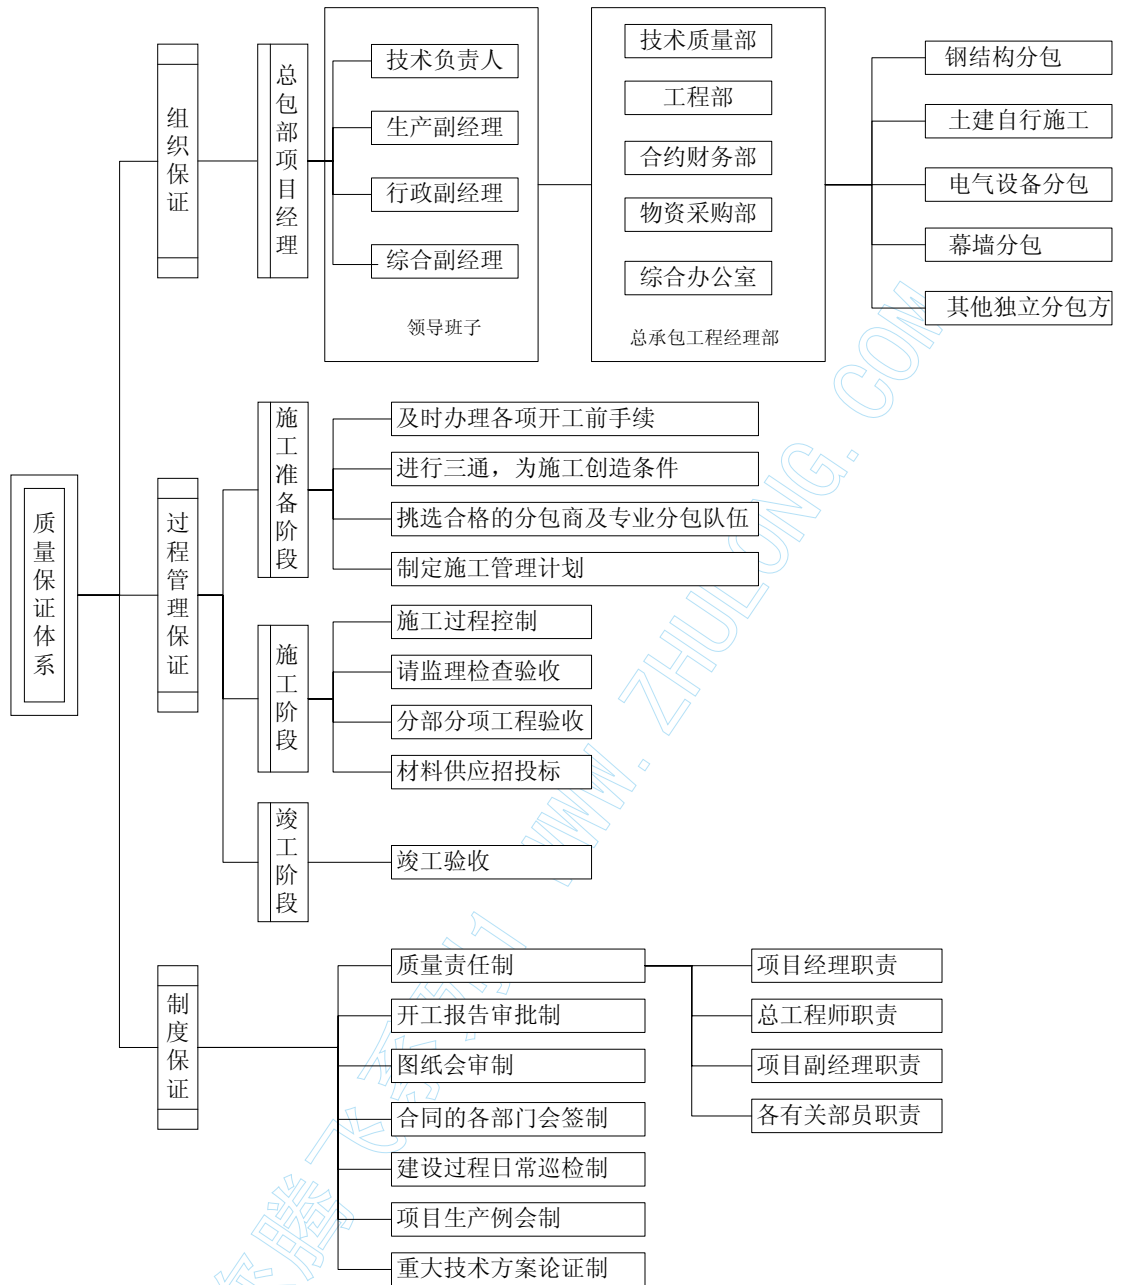 质量保证体系
组织保证
总包部项目经理
技术负责人
生产副经理
行政副经理
综合副经理
领导班子
技术质量部
工程部
合约财务部
物资采购部
综合办公室
总承包工程经理部
钢结构分包
土建自行施工
电气设备分包
幕墙分包
其他独立分包方
过程管理保证
施工准备阶段
及时办理各项开工前手续
进行三通，为施工创造条件
挑选合格的分包商及专业分包队伍
制定施工管理计划
施工阶段
施工过程控制
请监理检查验收
分部分项工程验收
材料供应招投标
竣工阶段
竣工验收
制度保证
质量责任制
开工报告审批制
图纸会审制
合同的各部门会签制
建设过程日常巡检制
项目生产例会制
重大技术方案论证制
项目经理职责
总工程师职责
项目副经理职责
各有关部员职责
WWW.ZHULONG.COM